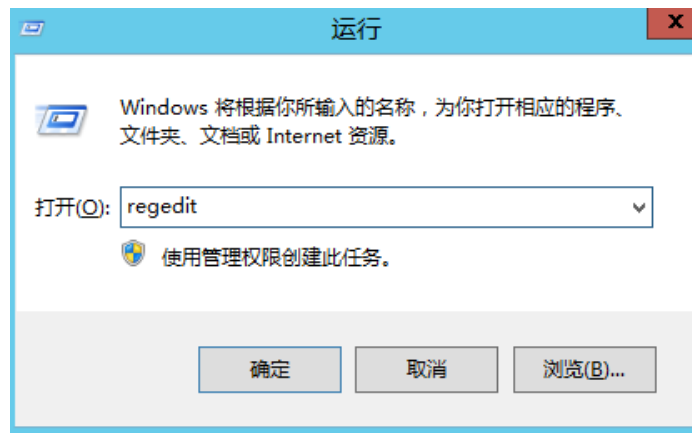 运行
Windows 将根据你所输入的名称，为你打开相应的程序、
文件夹、文档或 Internet 资源。
打开(O): regedit
使用管理权限创建此任务。
确定 取消 浏览(B)...